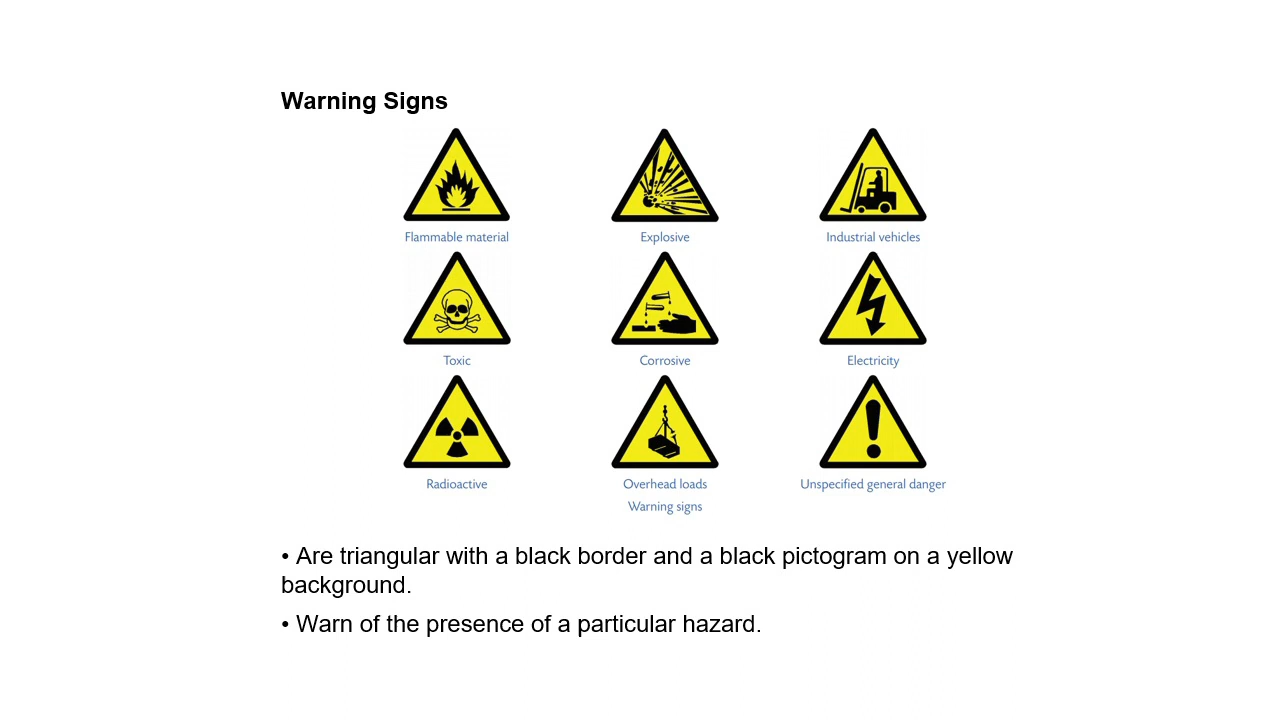 Warning Signs
Flammable material
Explosive
Industrial vehicles
Toxic
Corrosive
Electricity
Radioactive
Overhead loads
Unspecified general danger
Warning signs
• Are triangular with a black border and a black pictogram on a yellow
background.
• Warn of the presence of a particular hazard.